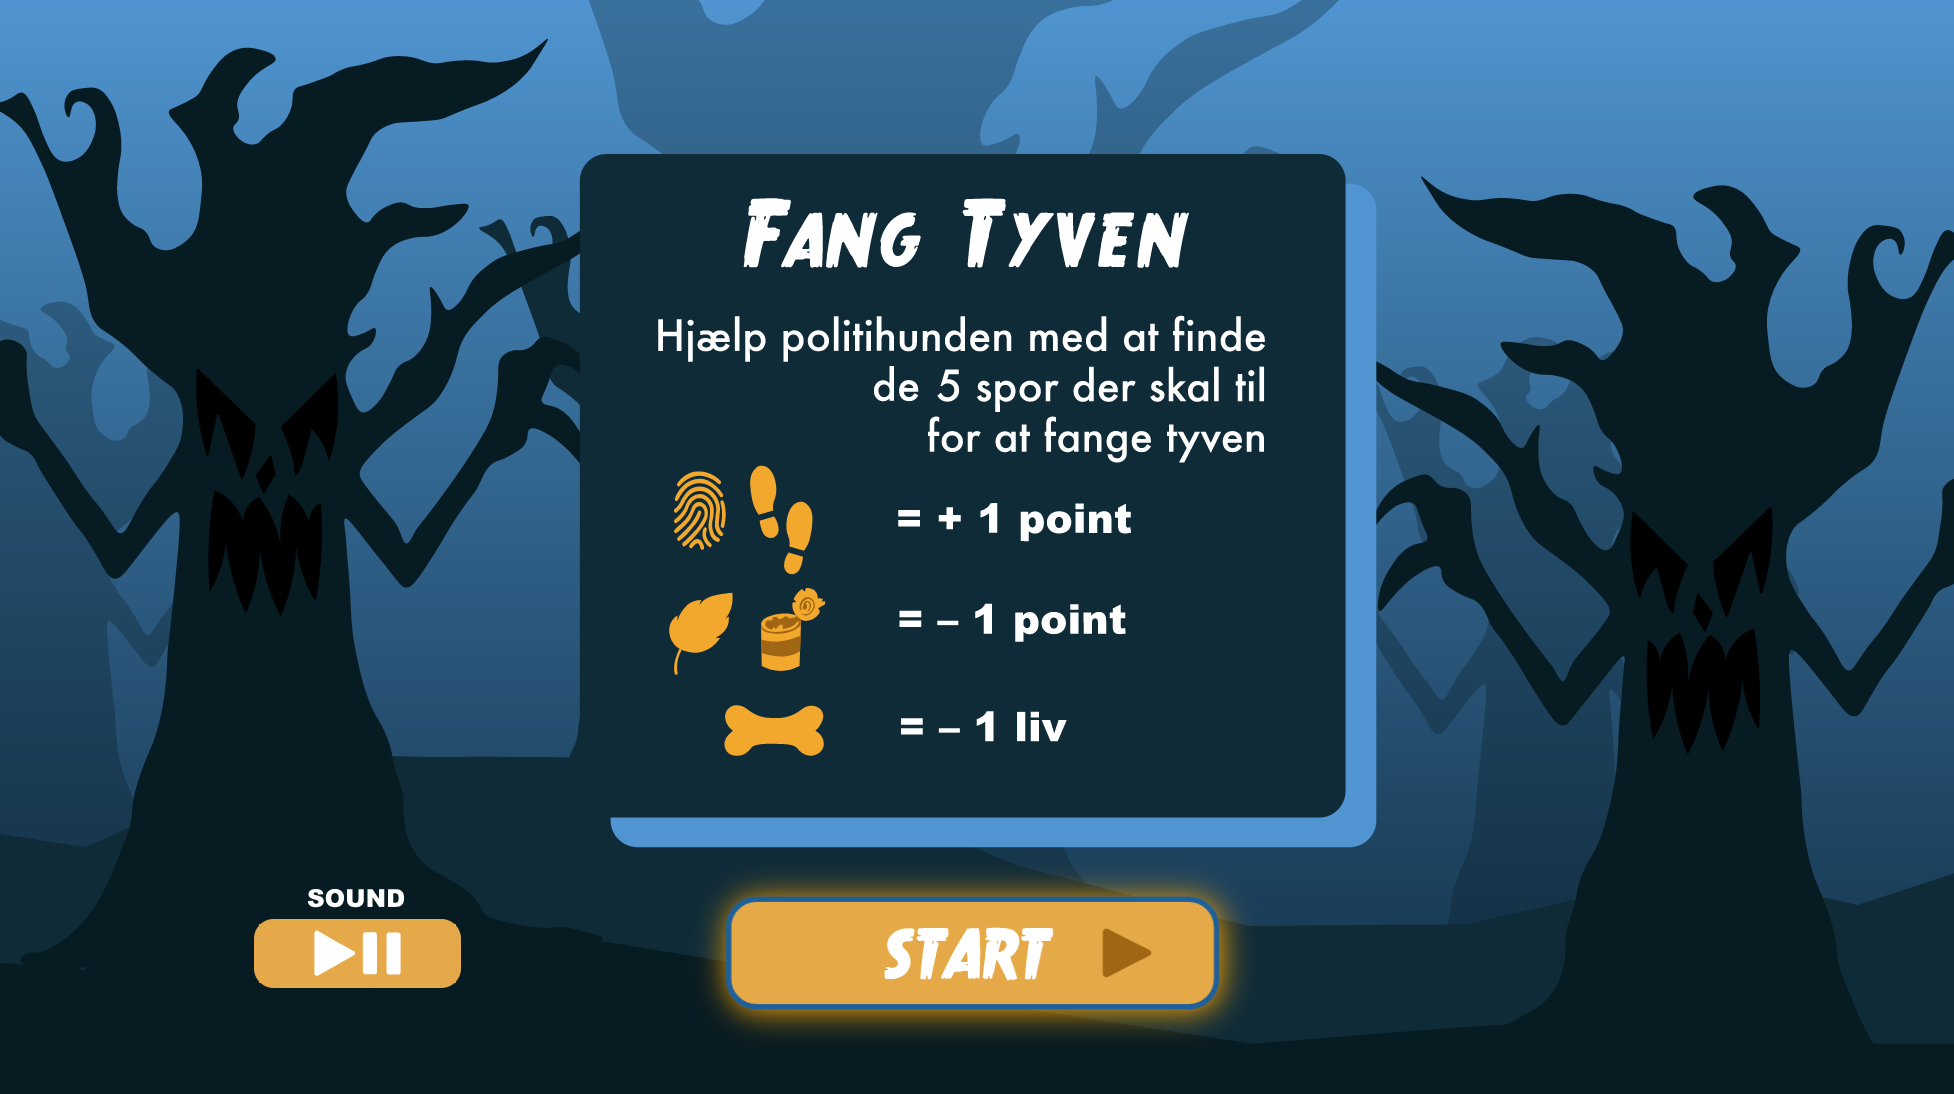 FANG TYVEN
Hjælp politihunden med at finde
de 5 spor der skal til
for at fange tyven
= + 1 point
= – 1 point
= – 1 liv
SOUND
START